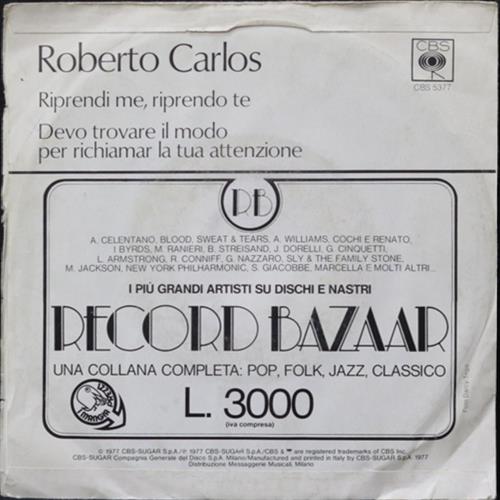 Roberto Carlos
CBS
CBS 5377
Riprendi me, riprendo te
Devo trovare il modo
per richiamar la tua attenzione
RB
A. CELENTANO, BLOOD, SWEAT & TEARS, A. WILLIAMS, COCHI E RENATO,
I BYRDS, M. RANIERI, B. STREISAND, J. DORELLI, G. CINQUETTI,
L. ARMSTRONG, R. CONNIFF, G. NAZZARO, SLY & THE FAMILY STONE,
M. JACKSON, NEW YORK PHILHARMONIC, S. GIACOBBE, MARCELLA E MOLTI ALTRI...
I PIÙ GRANDI ARTISTI SU DISCHI E NASTRI
RECORD BAZAAR
UNA COLLANA COMPLETA: POP, FOLK, JAZZ, CLASSICO
L. 3000
(iva compresa)
© 1977 CBS-SUGAR S.p.A./℗ 1977 CBS-SUGAR S.p.A./CBS & are registered trademarks of CBS Inc.
CBS-SUGAR Compagnia Generale del Disco S.p.A. Milano/Manufactured and printed in Italy by CBS-SUGAR S.p.A. 1977
Distribuzione Messaggerie Musicali, Milano